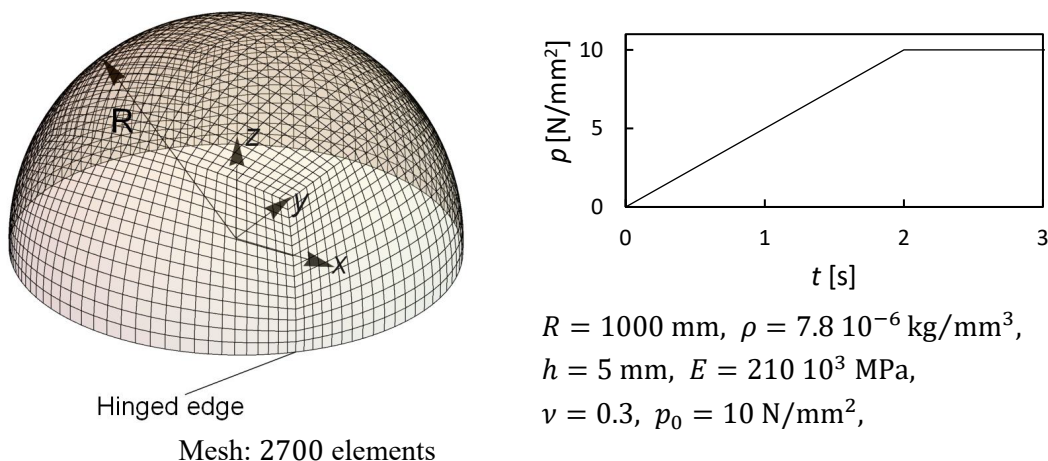 R
z
y
x
Hinged edge
Mesh: 2700 elements
p [N/mm²]
10
5
0
0 1 2 3
t [s]
R = 1000 mm, ρ = 7.8 10⁻⁶ kg/mm³,
h = 5 mm, E = 210 10³ MPa,
ν = 0.3, p₀ = 10 N/mm²,